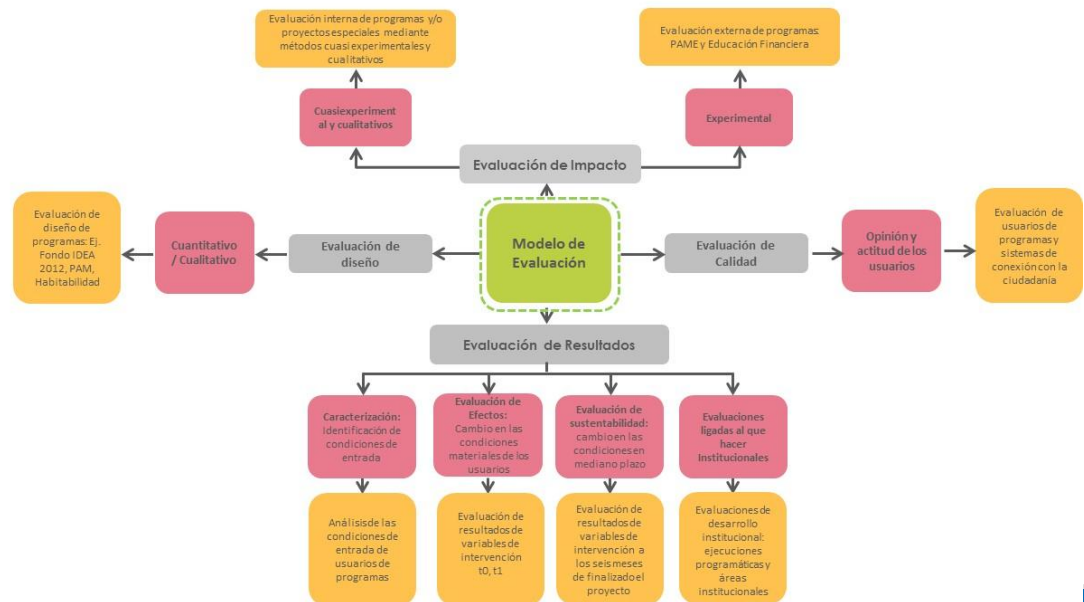 Evaluación interna de programas y/o
proyectos especiales mediante
métodos cuasi experimentales y
cualitativos
Evaluación externa de programas:
PAME y Educación Financiera
Cuasiexperiment
al y cualitativos
Experimental
Evaluación de Impacto
Evaluación de
diseño de
programas: Ej.
Fondo IDEA
2012, PAM,
Habitabilidad
Cuantitativo
/ Cualitativo
Evaluación de
diseño
Modelo de
Evaluación
Evaluación de
Calidad
Opinión y
actitud de los
usuarios
Evaluación de
usuarios de
programas y
sistemas de
conexión con la
ciudadanía
Evaluación de Resultados
Caracterización:
Identificación de
condiciones de
entrada
Evaluación de
Efectos:
Cambio en las
condiciones
materiales de los
usuarios
Evaluación de
sustentabilidad:
cambio en las
condiciones en
mediano plazo
Evaluaciones
ligadas al que hacer
Institucionales
Análisis de las
condiciones de
entrada de
usuarios de
programas
Evaluación de
resultados de
variables de
intervención
t0, t1
Evaluación de
resultados de
variables de
intervención a
los seis meses
de finalizado el
proyecto
Evaluaciones de
desarrollo
institucional:
ejecuciones
programáticas y
áreas
institucionales